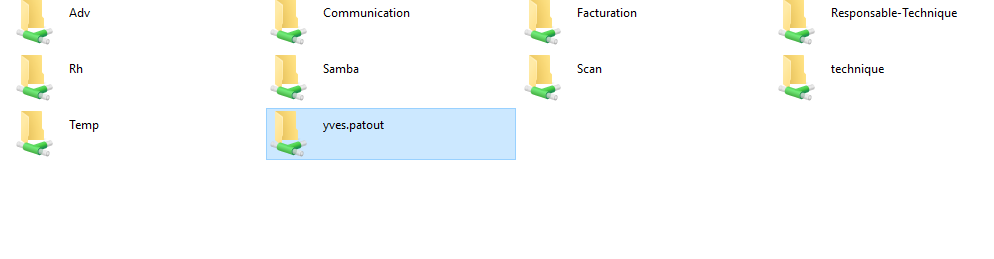 Adv
Communication
Facturation
Responsable-Technique
Rh
Samba
Scan
technique
Temp
yves.patout